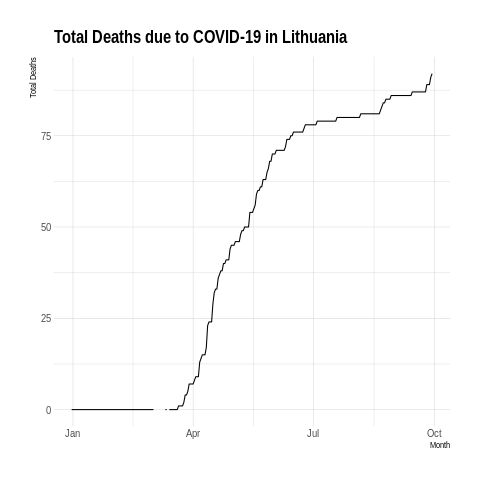 Total Deaths due to COVID-19 in Lithuania
Total Deaths
75
50
25
0
Jan Apr Jul Oct
Month